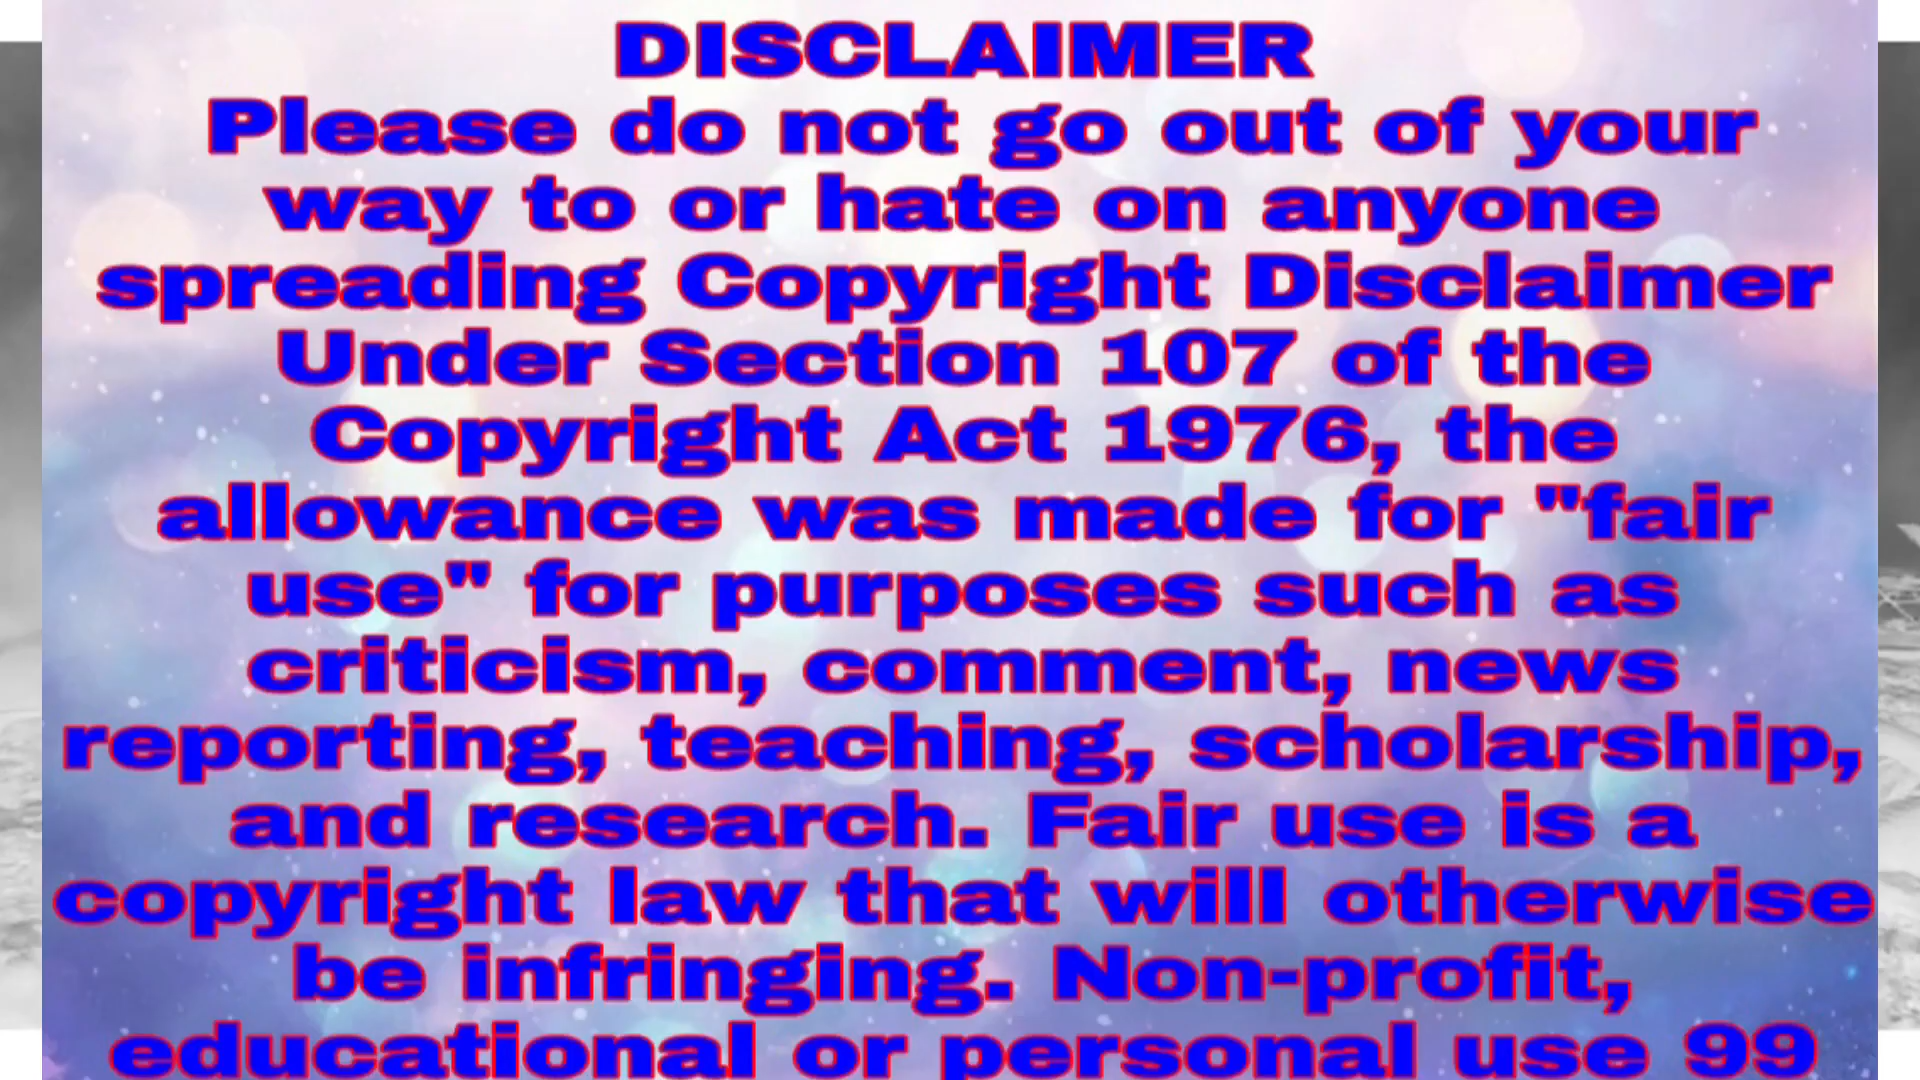 DISCLAIMER
Please do not go out of your
way to or hate on anyone
spreading Copyright Disclaimer
Under Section 107 of the
Copyright Act 1976, the
allowance was made for "fair
use" for purposes such as
criticism, comment, news
reporting, teaching, scholarship,
and research. Fair use is a
copyright law that will otherwise
be infringing. Non-profit,
educational or personal use 99